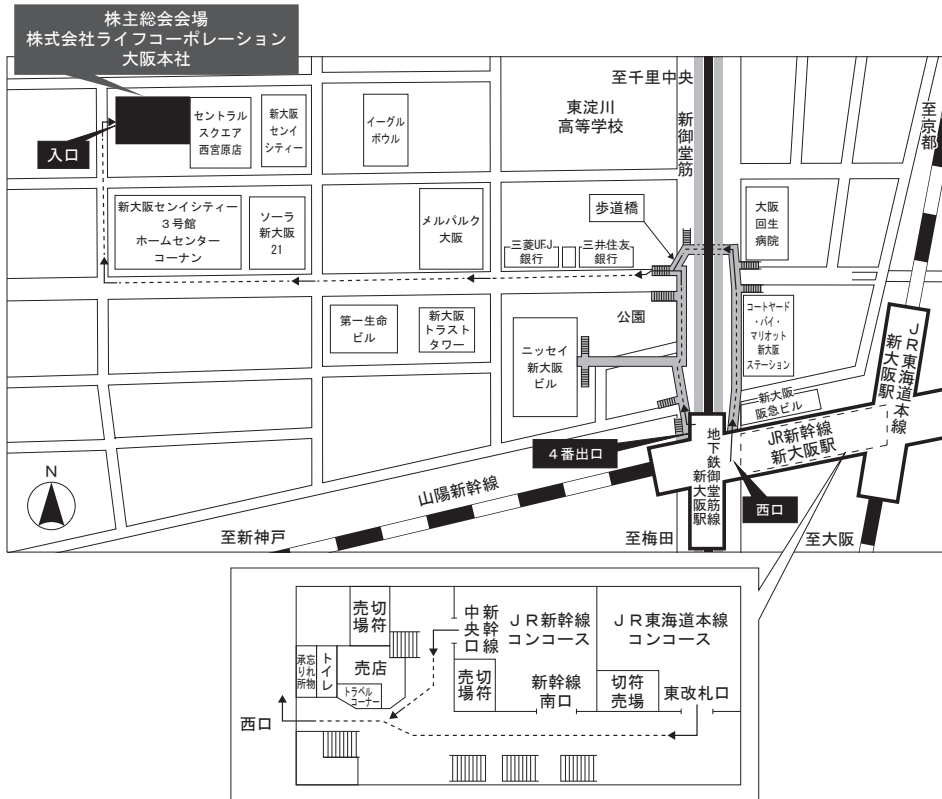 株主総会会場
株式会社ライフコーポレーション
大阪本社
至千里中央
新御堂筋
東淀川
高等学校
至京都
入口
セントラル
スクエア
西宮原店
新大阪
センイ
シティー
イーグル
ボウル
歩道橋
大阪
回生
病院
新大阪センイシティー
3号館
ホームセンター
コーナン
ソーラ
新大阪
21
メルパルク
大阪
三菱UFJ
銀行
三井住友
銀行
公園
第一生命
ビル
新大阪
トラスト
タワー
ニッセイ
新大阪
ビル
コートヤード
・バイ・
マリオット
新大阪
ステーション
JR東海道本線
新大阪駅
新大阪
阪急ビル
4番出口
地下鉄御堂筋線
新大阪駅
JR新幹線
新大阪駅
西口
N
山陽新幹線
至新神戸
至梅田
至大阪
切符
売場
新幹線
中央口
JR新幹線
コンコース
JR東海道本線
コンコース
忘れ物
承り所
トイレ
売店
トラベル
コーナー
切符
売場
新幹線
南口
切符
売場
東改札口
西口